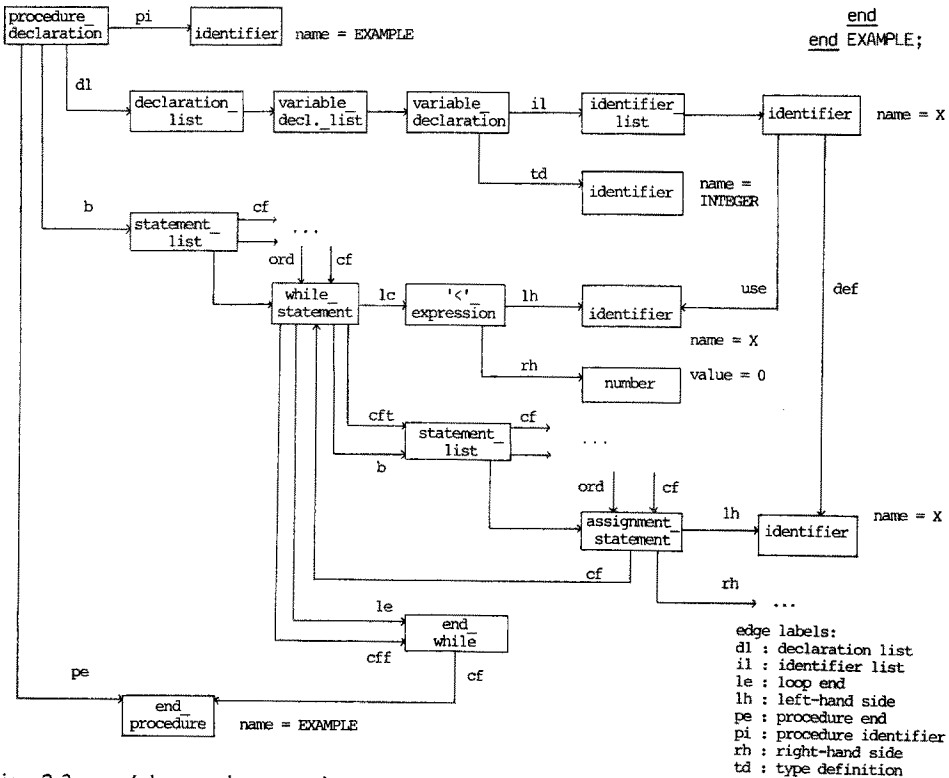 end
end EXAMPLE;
procedure_
declaration
pi
identifier
name = EXAMPLE
dl
declaration_
list
variable_
decl._list
variable_
declaration
il
identifier_
list
identifier
name = X
td
identifier
name =
INTEGER
b
statement_
list
cf
...
ord
cf
while_
statement
lc
'<'_
expression
lh
identifier
name = X
use
def
rh
number
value = 0
cft
b
statement_
list
cf
...
ord
cf
assignment_
statement
lh
identifier
name = X
cf
rh
...
le
cff
end_
while
cf
pe
end_
procedure
name = EXAMPLE
edge labels:
dl : declaration list
il : identifier list
le : loop end
lh : left-hand side
pe : procedure end
pi : procedure identifier
rh : right-hand side
td : type definition